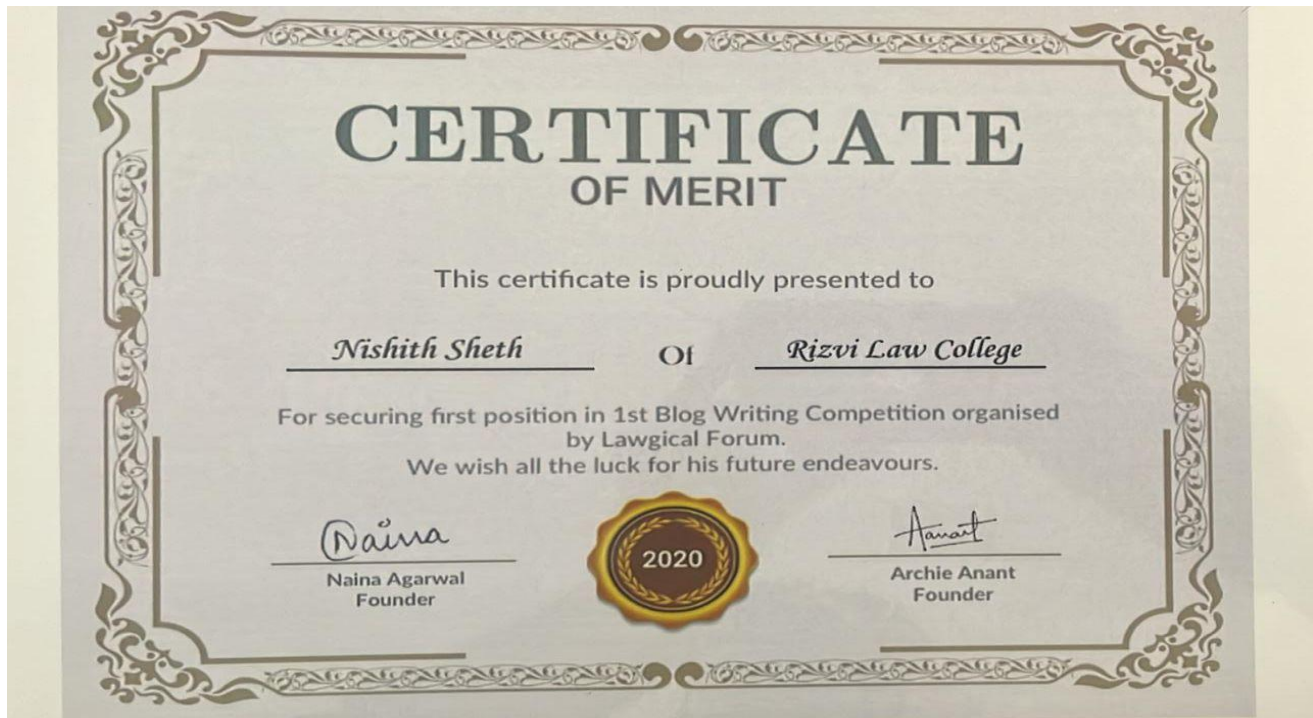 CERTIFICATE
OF MERIT
This certificate is proudly presented to
Nishith Sheth Of Rizvi Law College
For securing first position in 1st Blog Writing Competition organised
by Lawgical Forum.
We wish all the luck for his future endeavours.
Naina Anant
2020
Naina Agarwal Archie Anant
Founder Founder